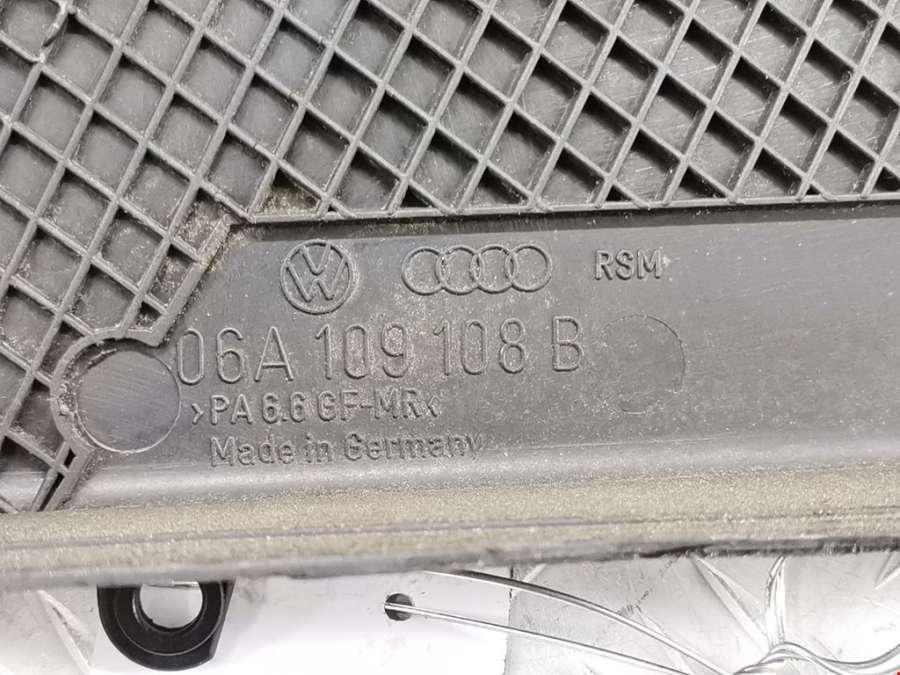 RSM
06A 109 108 B
>PA 6.6 GF-MR<
Made in Germany